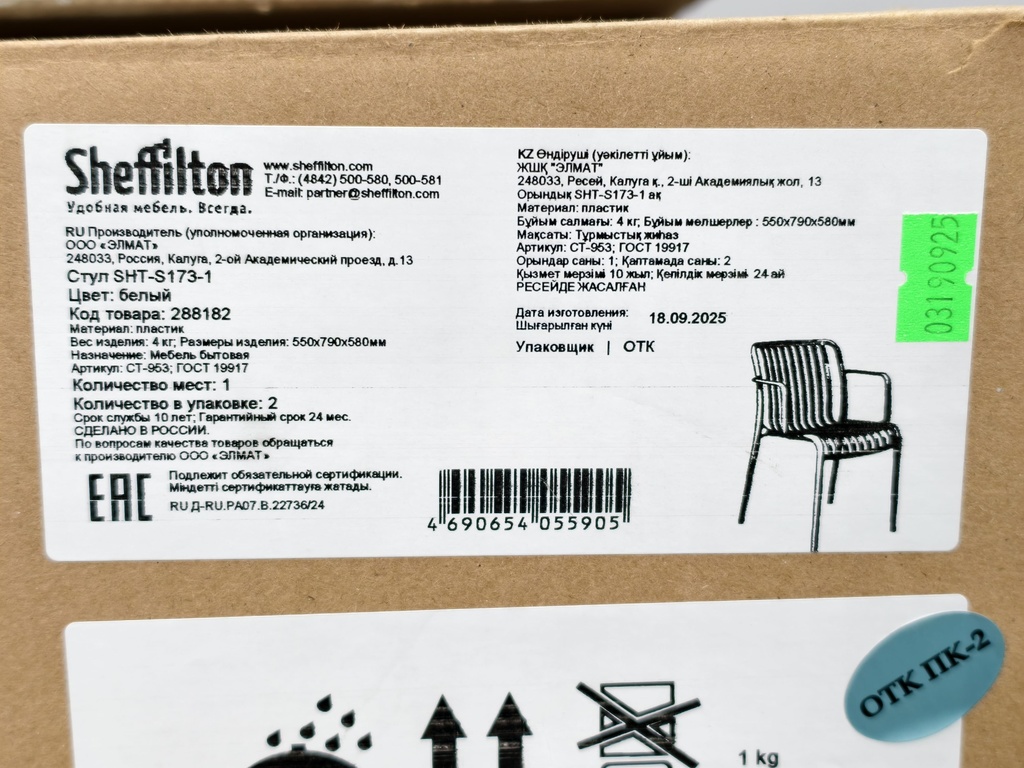 Sheffilton
www.sheffilton.com
Т./Ф.: (4842) 500-580, 500-581
E-mail: partner@sheffilton.com
Удобная мебель. Всегда.
RU Производитель (уполномоченная организация):
ООО «ЭЛМАТ»
248033, Россия, Калуга, 2-ой Академический проезд, д.13
Стул SHT-S173-1
Цвет: белый
Код товара: 288182
Материал: пластик
Вес изделия: 4 кг; Размеры изделия: 550х790х580мм
Назначение: Мебель бытовая
Артикул: СТ-953; ГОСТ 19917
Количество мест: 1
Количество в упаковке: 2
Срок службы 10 лет; Гарантийный срок 24 мес.
СДЕЛАНО В РОССИИ.
По вопросам качества товаров обращаться
к производителю ООО «ЭЛМАТ»
EAC
Подлежит обязательной сертификации.
Міндетті сертификаттауға жатады.
RU Д-RU.РА07.В.22736/24
KZ Өндіруші (уәкілетті ұйым):
ЖШҚ "ЭЛМАТ"
248033, Ресей, Калуга қ., 2-ші Академиялық жол, 13
Орындық SHT-S173-1 ақ
Материал: пластик
Бұйым салмағы: 4 кг; Бұйым мөлшерлер : 550х790х580мм
Мақсаты: Тұрмыстық жиһаз
Артикул: СТ-953; ГОСТ 19917
Орындар саны: 1; Қаптамада саны: 2
Қызмет мерзімі 10 жыл; Кепілдік мерзімі 24 ай
РЕСЕЙДЕ ЖАСАЛҒАН
Дата изготовления: 18.09.2025
Шығарылған күні
Упаковщик | ОТК
4 690654 055905
03190925
ОТК ПК-2
1 kg